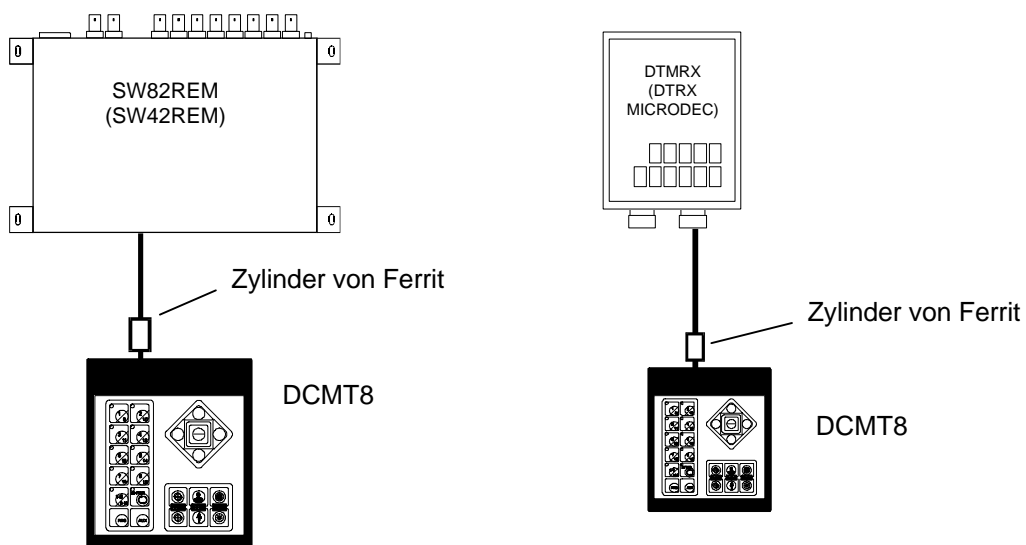 SW82REM
(SW42REM)
Zylinder von Ferrit
DCMT8
DTMRX
(DTRX
MICRODEC)
Zylinder von Ferrit
DCMT8